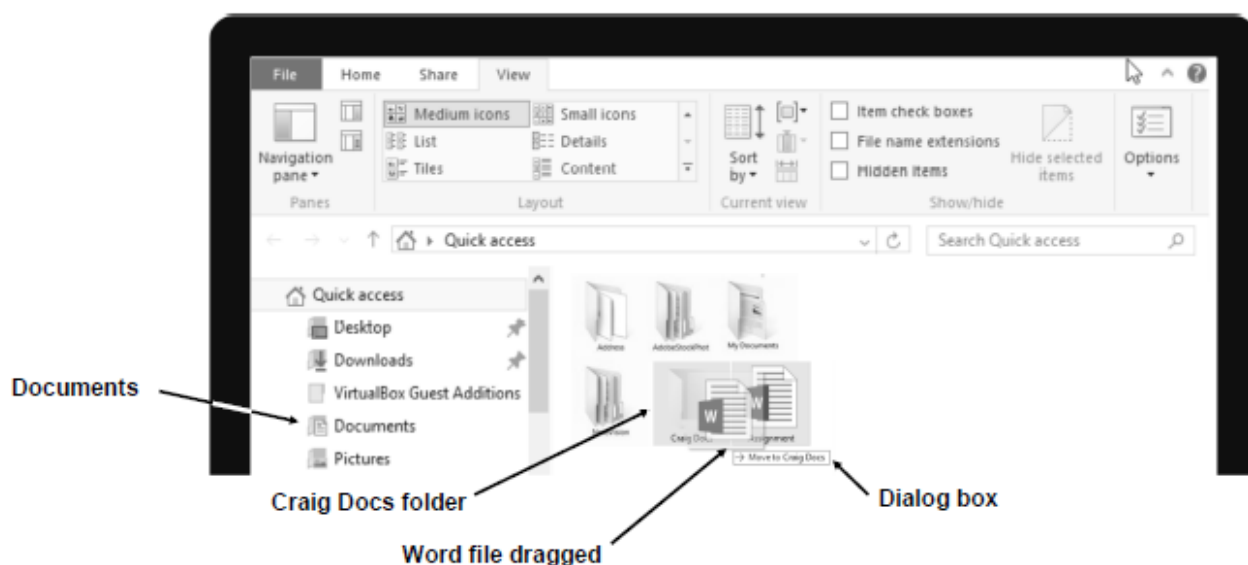 File Home Share View
Navigation pane
Medium icons Small icons
List Details
Tiles Content
Sort by
Item check boxes
File name extensions
Hidden items
Hide selected items
Options
Panes Layout Current view Show/hide
Quick access
Search Quick access
Quick access
Desktop
Downloads
VirtualBox Guest Additions
Documents
Pictures
Address AdobeStockPhot My Documents
W W
Craig Docs Assignment
→ Move to Craig Docs
Documents
Craig Docs folder
Word file dragged
Dialog box